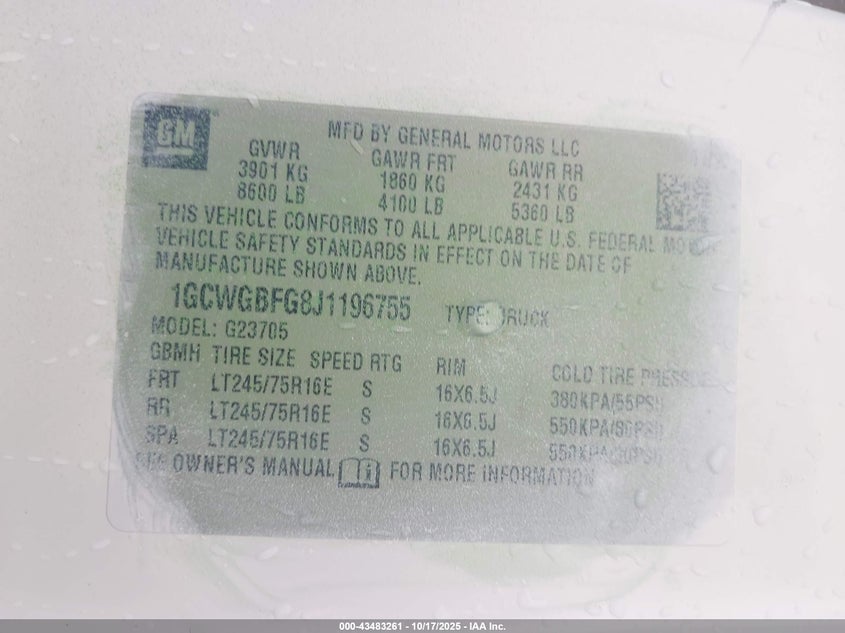 GM
MFD BY GENERAL MOTORS LLC
GVWR GAWR FRT GAWR RR
3901 KG 1860 KG 2431 KG
8600 LB 4100 LB 5360 LB
THIS VEHICLE CONFORMS TO ALL APPLICABLE U.S. FEDERAL
VEHICLE SAFETY STANDARDS IN EFFECT ON THE DATE OF
MANUFACTURE SHOWN ABOVE.
1GCWGBFG8J1196755 TYPE: TRUCK
MODEL: G23705
GBMH TIRE SIZE SPEED RTG RIM COLD TIRE
FRT LT245/75R16E S 16X6.5J 380KPA/55PSI
RR LT245/75R16E S 16X6.5J
SPA LT245/75R16E S 16X6.5J
SEE OWNER'S MANUAL FOR MORE INFORMATION
000-43483261 - 10/17/2025 - IAA Inc.